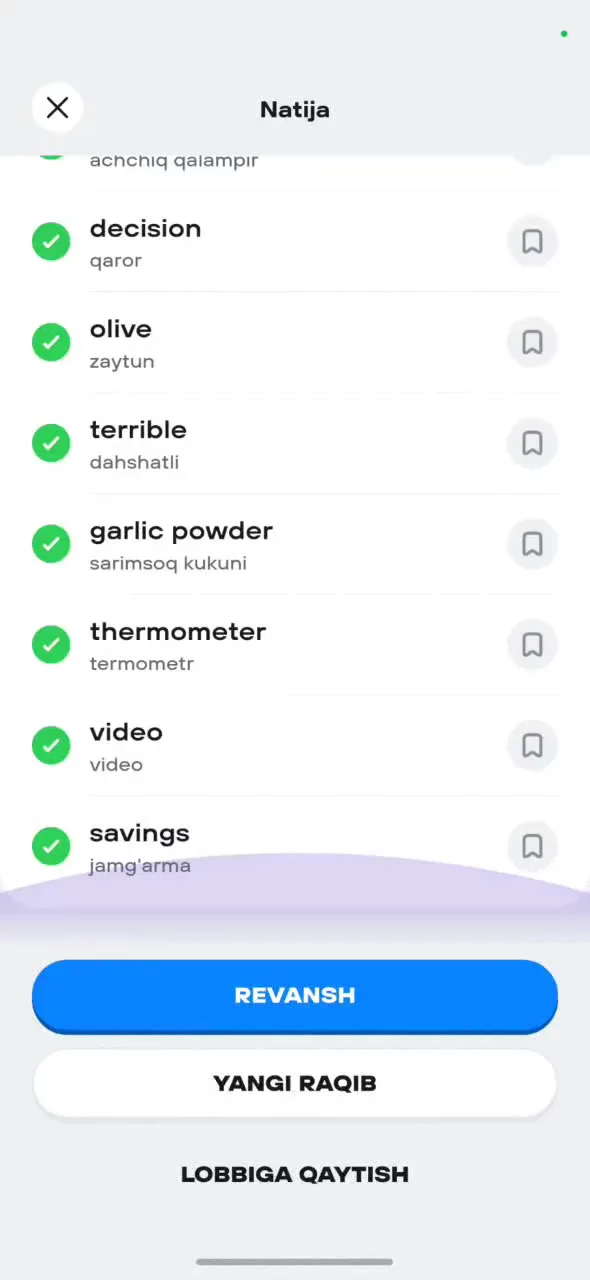 Natija
achchiq qalampir
decision
qaror
olive
zaytun
terrible
dahshatli
garlic powder
sarimsoq kukuni
thermometer
termometr
video
video
savings
jamg'arma
REVANSH
YANGI RAQIB
LOBBIGA QAYTISH